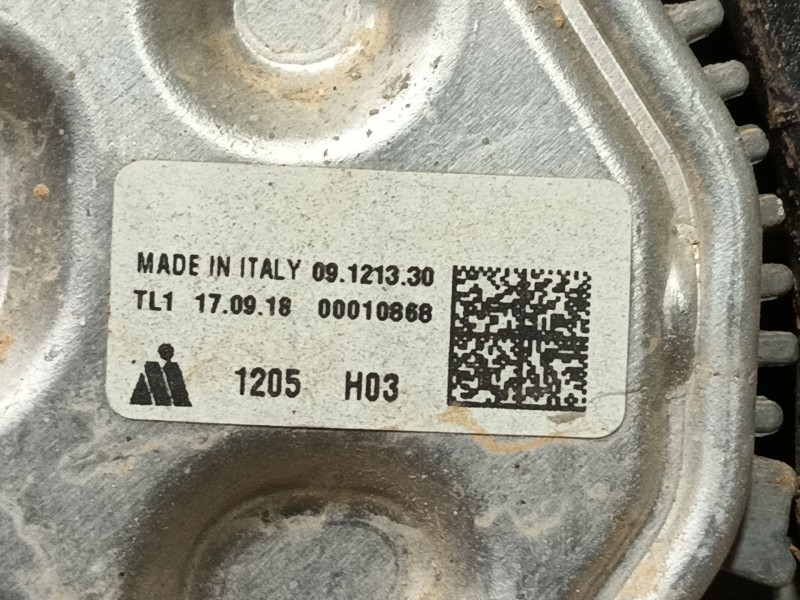 MADE IN ITALY 09.1213.30
TL1 17.09.18 00010868
1205 H03